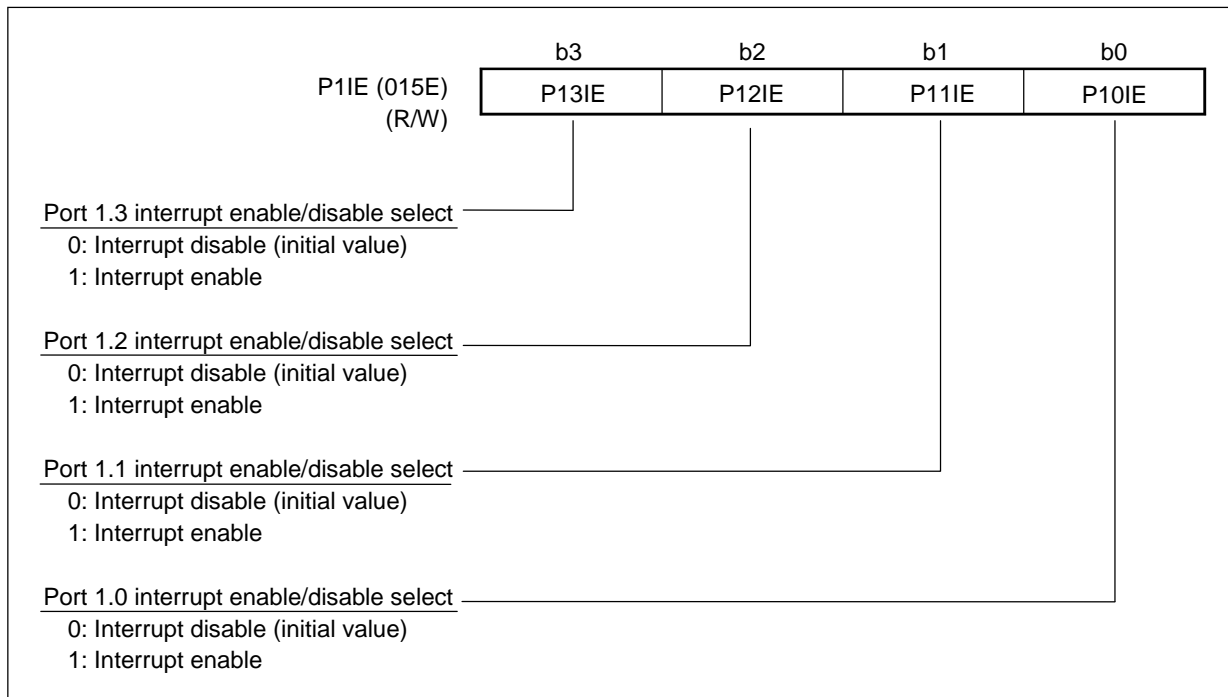 b3 b2 b1 b0
P1IE (015E) P13IE P12IE P11IE P10IE
(R/W)
Port 1.3 interrupt enable/disable select
0: Interrupt disable (initial value)
1: Interrupt enable
Port 1.2 interrupt enable/disable select
0: Interrupt disable (initial value)
1: Interrupt enable
Port 1.1 interrupt enable/disable select
0: Interrupt disable (initial value)
1: Interrupt enable
Port 1.0 interrupt enable/disable select
0: Interrupt disable (initial value)
1: Interrupt enable